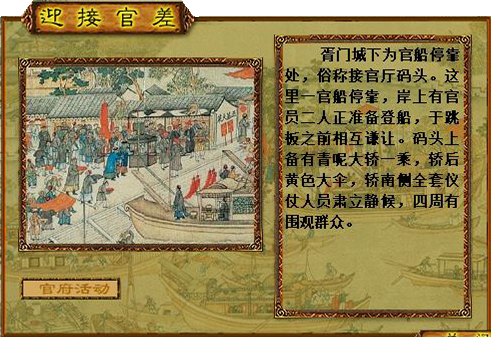 迎接官差
胥门城下为官船停靠
处，俗称接官厅码头。这
里一官船停靠，岸上有官
员二人正准备登船，于跳
板之前相互谦让。码头上
备有青呢大轿一乘，轿后
黄色大伞，轿南侧全套仪
仗人员肃立静候，四周有
围观群众。
官府活动